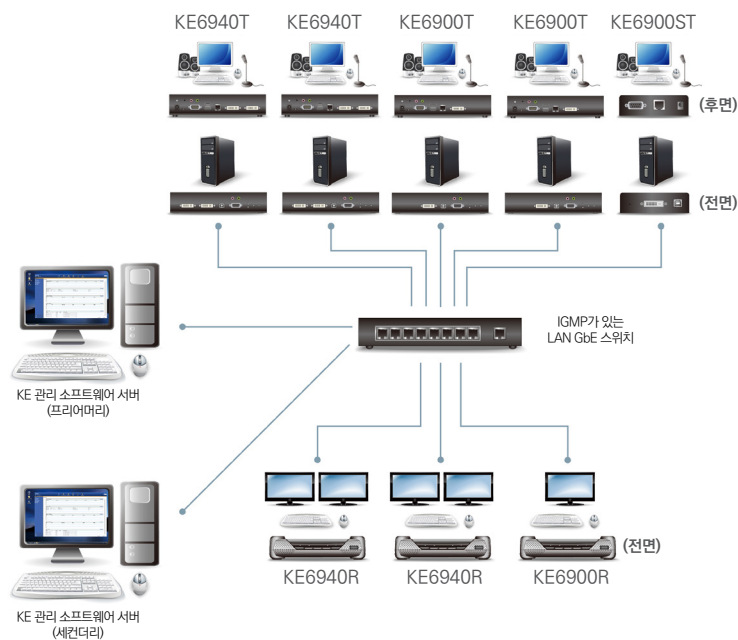 KE6940T
KE6940T
KE6900T
KE6900T
KE6900ST
(후면)
(전면)
IGMP가 있는
LAN GbE 스위치
KE 관리 소프트웨어 서버
(프리어머리)
KE 관리 소프트웨어 서버
(세컨더리)
(전면)
KE6940R
KE6940R
KE6900R